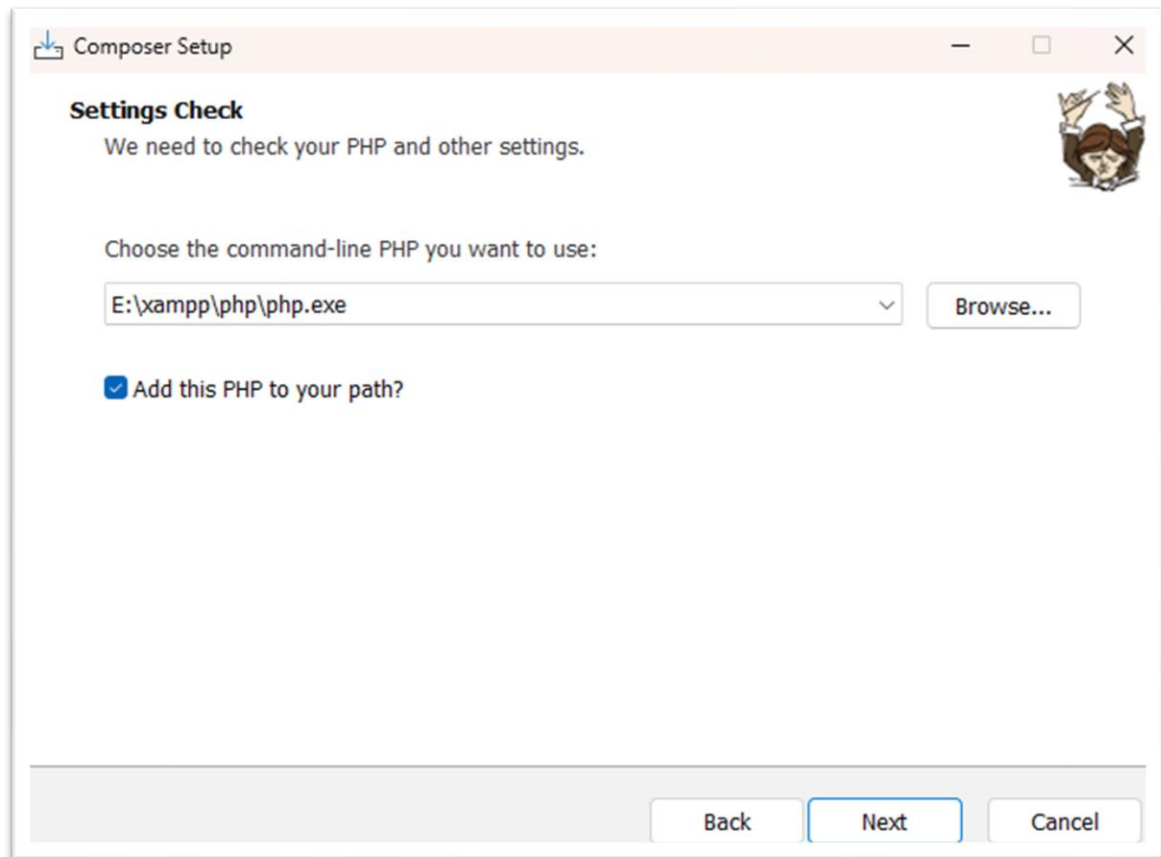 Composer Setup
Settings Check
We need to check your PHP and other settings.
Choose the command-line PHP you want to use:
E:\xampp\php\php.exe
Browse...
Add this PHP to your path?
Back
Next
Cancel